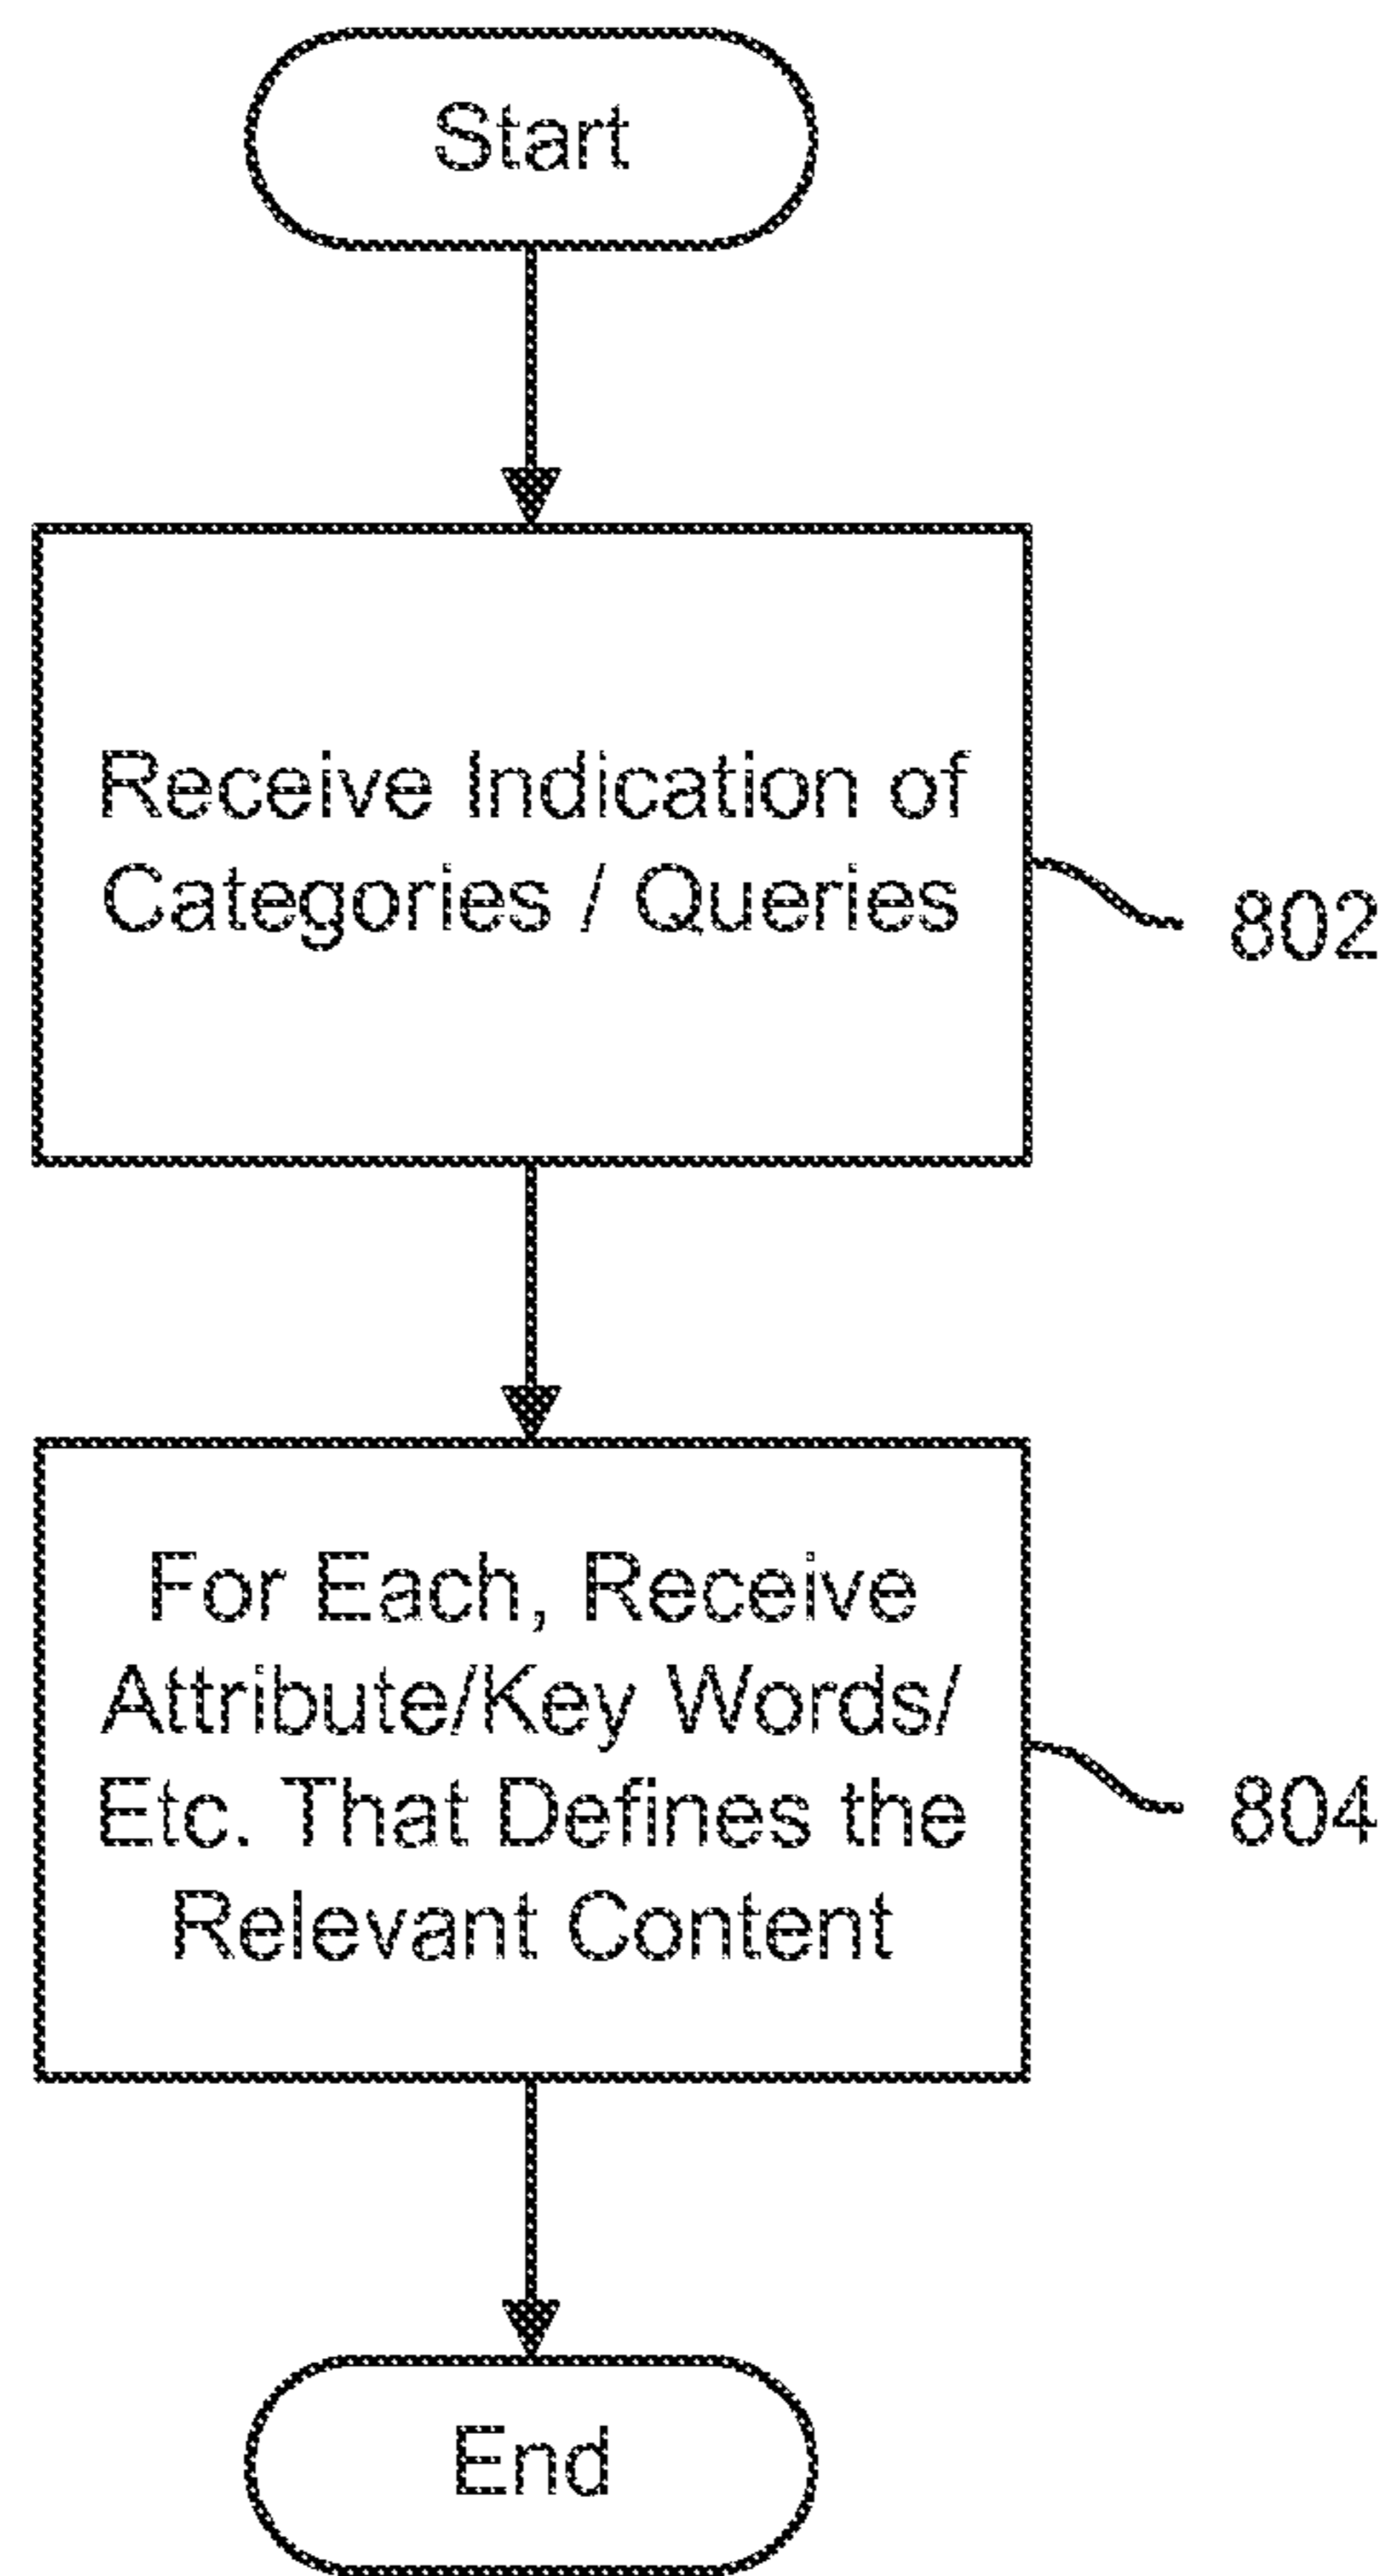 Start
Receive Indication of
Categories / Queries
802
For Each, Receive
Attribute/Key Words/
Etc. That Defines the
Relevant Content
804
End